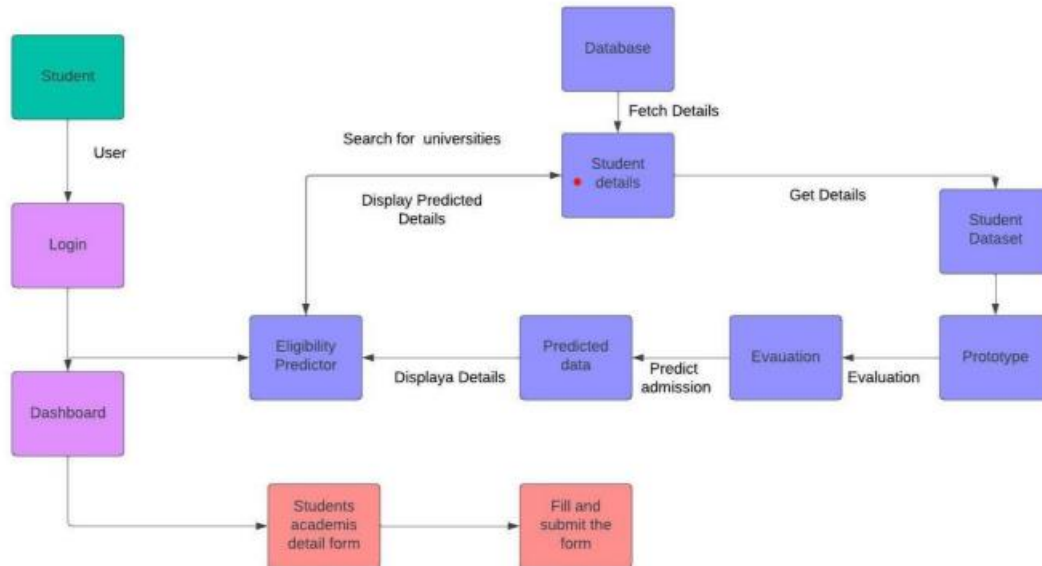 Student
Database
User
Fetch Details
Search for  universities
Student
details
Display Predicted
Details
Get Details
Student
Dataset
Login
Eligibility
Predictor
Predicted
data
Evauation
Prototype
Displaya Details
Predict
admission
Evaluation
Dashboard
Students
academis
detail form
Fill and
submit the
form